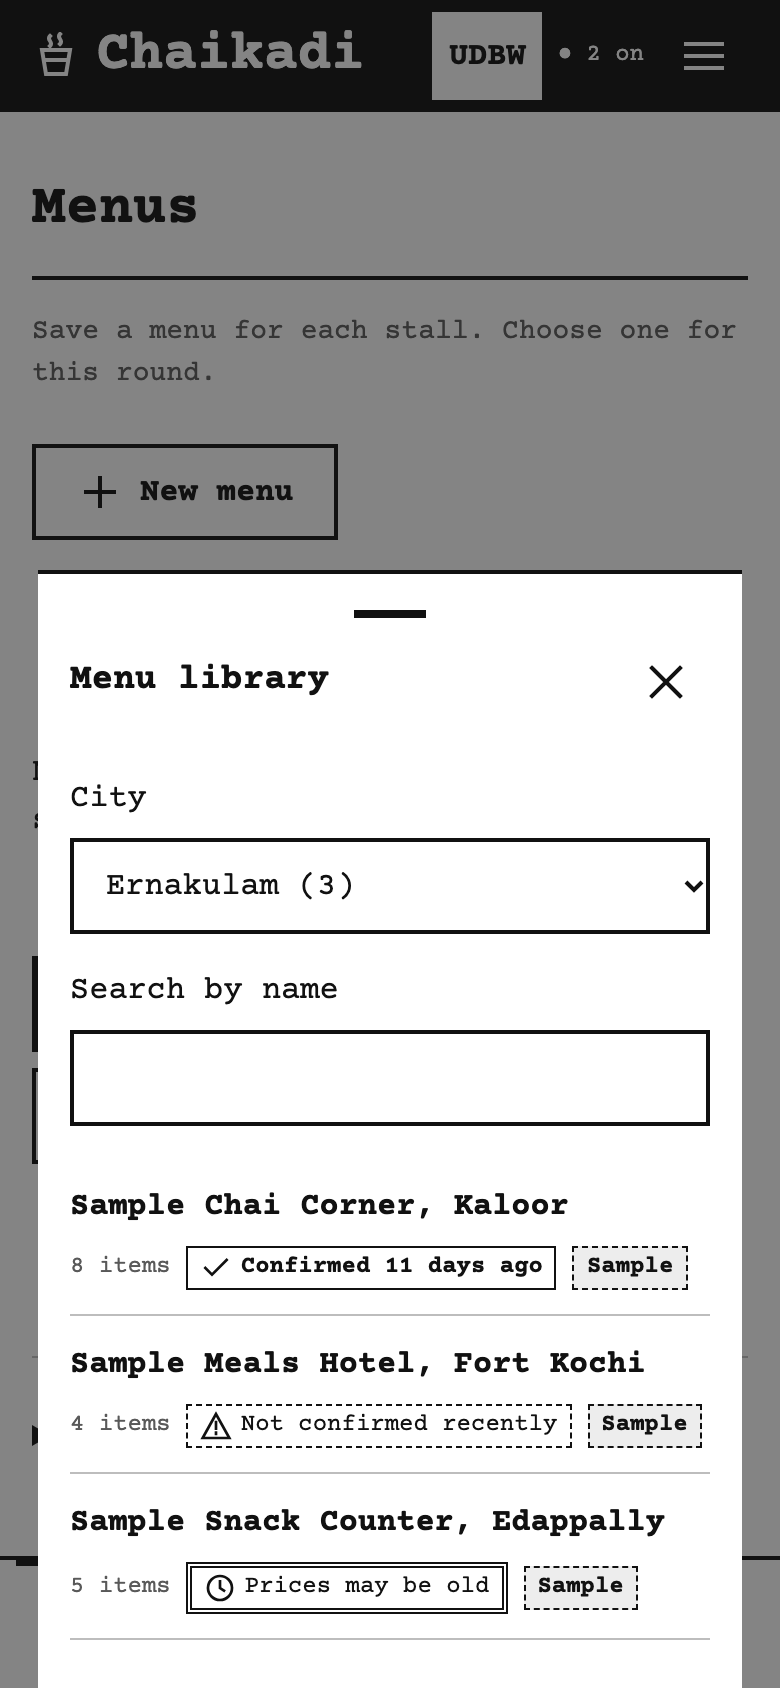 Chaikadi
UDBW
• 2 on
Menus
Save a menu for each stall. Choose one for
this round.
New menu
Menu library
City
Ernakulam (3)
Search by name
Sample Chai Corner, Kaloor
8 items
Confirmed 11 days ago
Sample
Sample Meals Hotel, Fort Kochi
4 items
Not confirmed recently
Sample
Sample Snack Counter, Edappally
5 items
Prices may be old
Sample